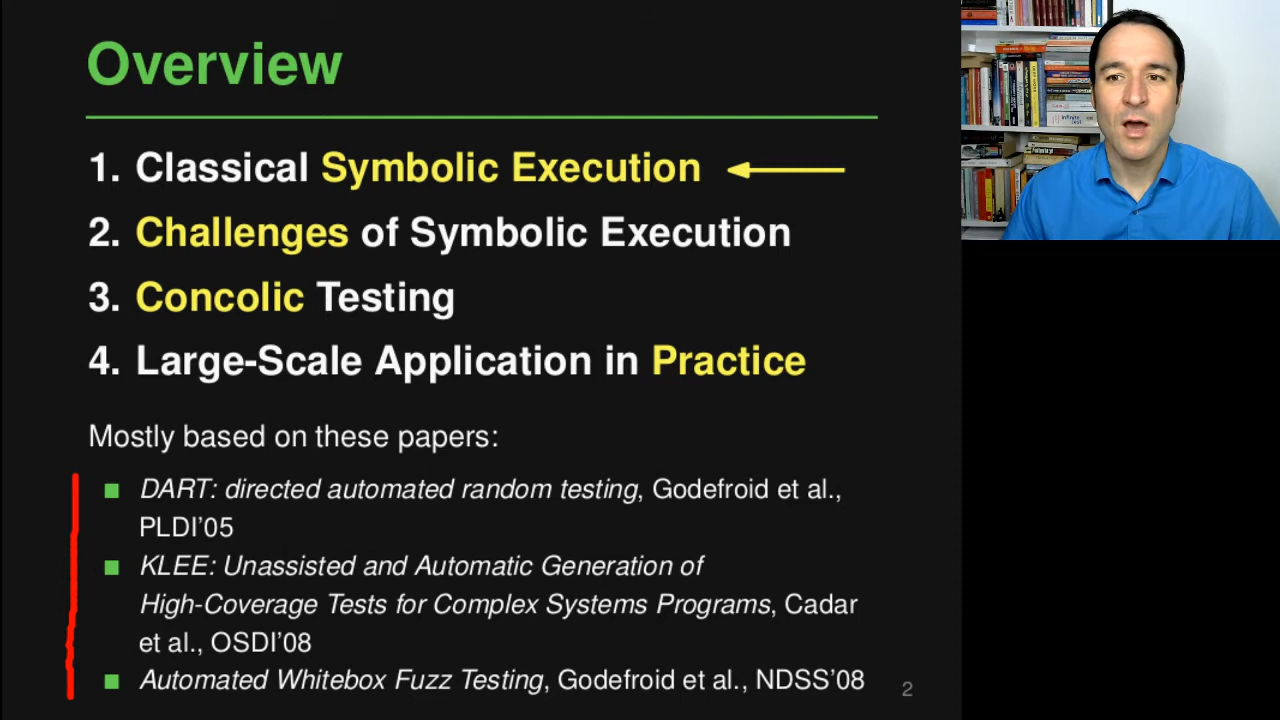 Overview
1. Classical Symbolic Execution
2. Challenges of Symbolic Execution
3. Concolic Testing
4. Large-Scale Application in Practice
Mostly based on these papers:
DART: directed automated random testing, Godefroid et al.,
PLDI’05
KLEE: Unassisted and Automatic Generation of
High-Coverage Tests for Complex Systems Programs, Cadar
et al., OSDI’08
Automated Whitebox Fuzz Testing, Godefroid et al., NDSS’08
2